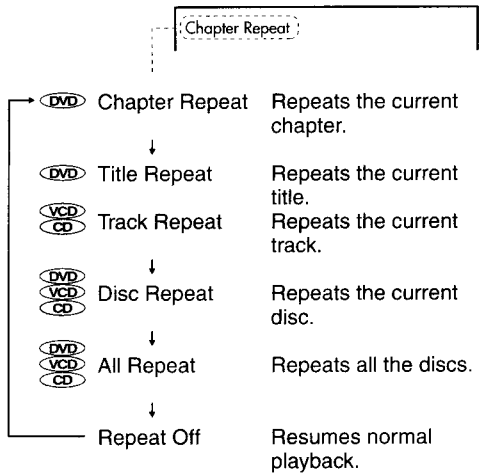 Chapter Repeat
DVD Chapter Repeat Repeats the current
chapter.
DVD Title Repeat Repeats the current
title.
VCD
CD Track Repeat Repeats the current
track.
DVD
VCD
CD Disc Repeat Repeats the current
disc.
DVD
VCD
CD All Repeat Repeats all the discs.
Repeat Off Resumes normal
playback.